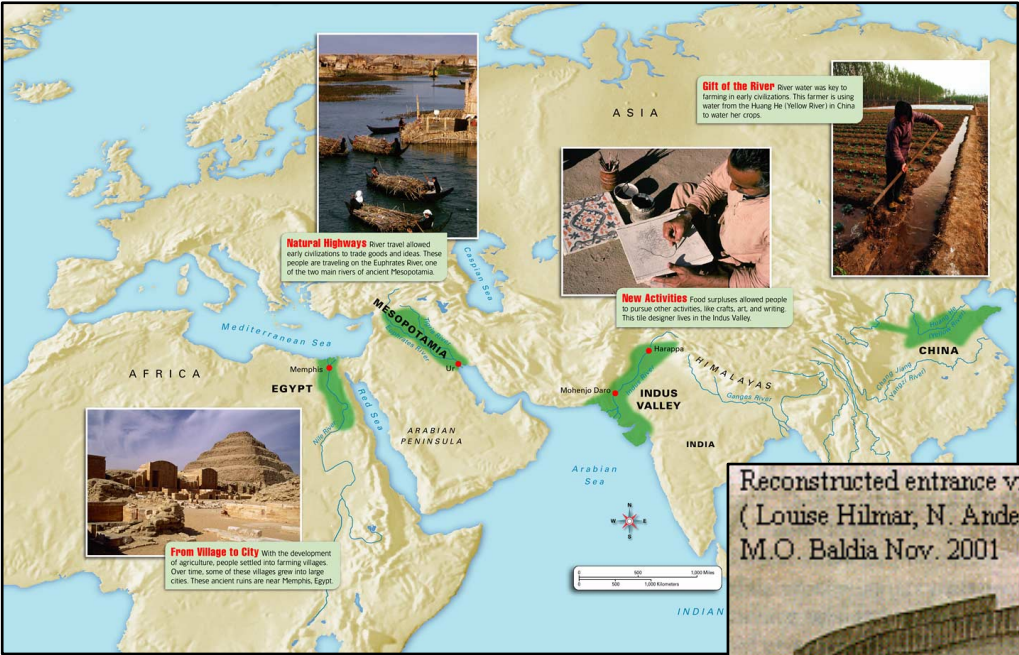 Natural Highways River travel allowed
early civilizations to trade goods and ideas. These
people are traveling on the Euphrates River, one
of the two main rivers of ancient Mesopotamia.
Gift of the River River water was key to
farming in early civilizations. This farmer is using
water from the Huang He (Yellow River) in China
to water her crops.
New Activities Food surpluses allowed people
to pursue other activities, like crafts, art, and writing.
This tile designer lives in the Indus Valley.
From Village to City With the development
of agriculture, people settled into farming villages.
Over time, some of these villages grew into large
cities. These ancient ruins are near Memphis, Egypt.
ASIA
Caspian Sea
MESOPOTAMIA
Mediterranean Sea
Ur
Memphis
AFRICA
EGYPT
Red Sea
ARABIAN
PENINSULA
Harappa
HIMALAYAS
Mohenjo Daro
INDUS
VALLEY
Ganges River
INDIA
CHINA
Chang Jiang
(Yangzi River)
Arabian
Sea
N
W E
S
0 500 1,000 Miles
0 500 1,000 Kilometers
INDIAN
Reconstructed entrance
( Louise Hilmar, N.
M.O. Baldia Nov. 2001